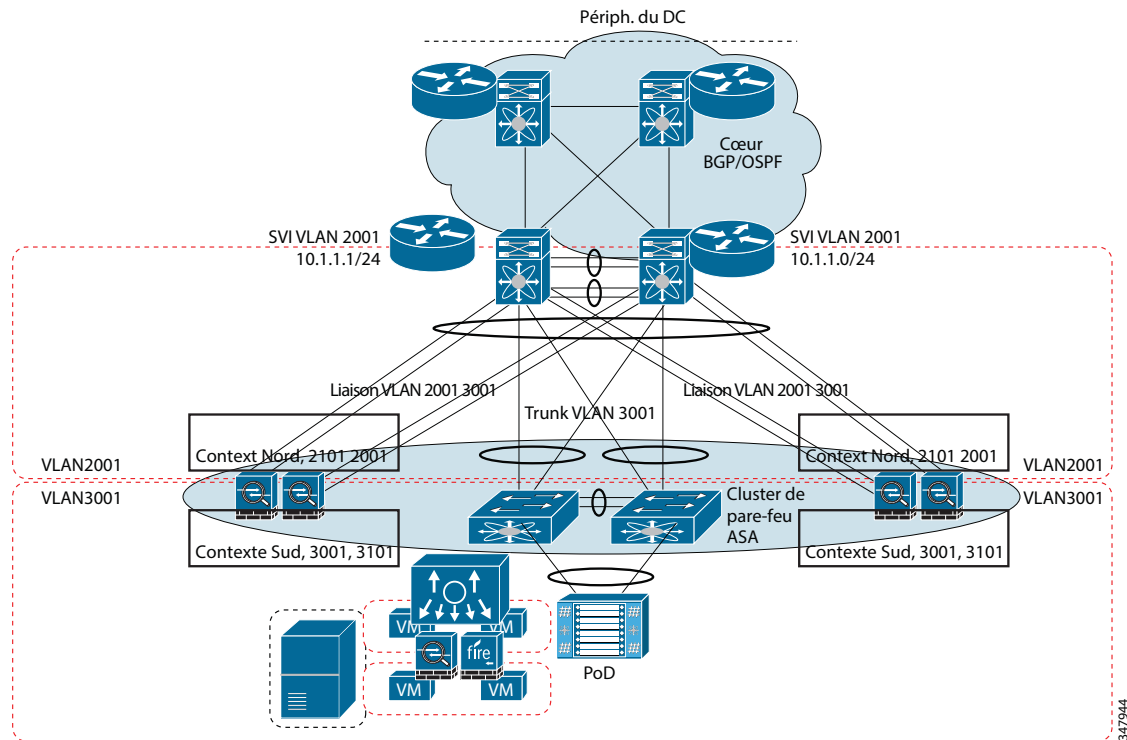 Périph. du DC
Cœur
BGP/OSPF
SVI VLAN 2001
10.1.1.1/24
SVI VLAN 2001
10.1.1.0/24
Liaison VLAN 2001 3001
Liaison VLAN 2001 3001
Trunk VLAN 3001
Context Nord, 2101 2001
Context Nord, 2101 2001
VLAN2001
VLAN2001
VLAN3001
VLAN3001
Cluster de
pare-feu
ASA
Contexte Sud, 3001, 3101
Contexte Sud, 3001, 3101
VM
VM
fire
VM
VM
PoD
347944